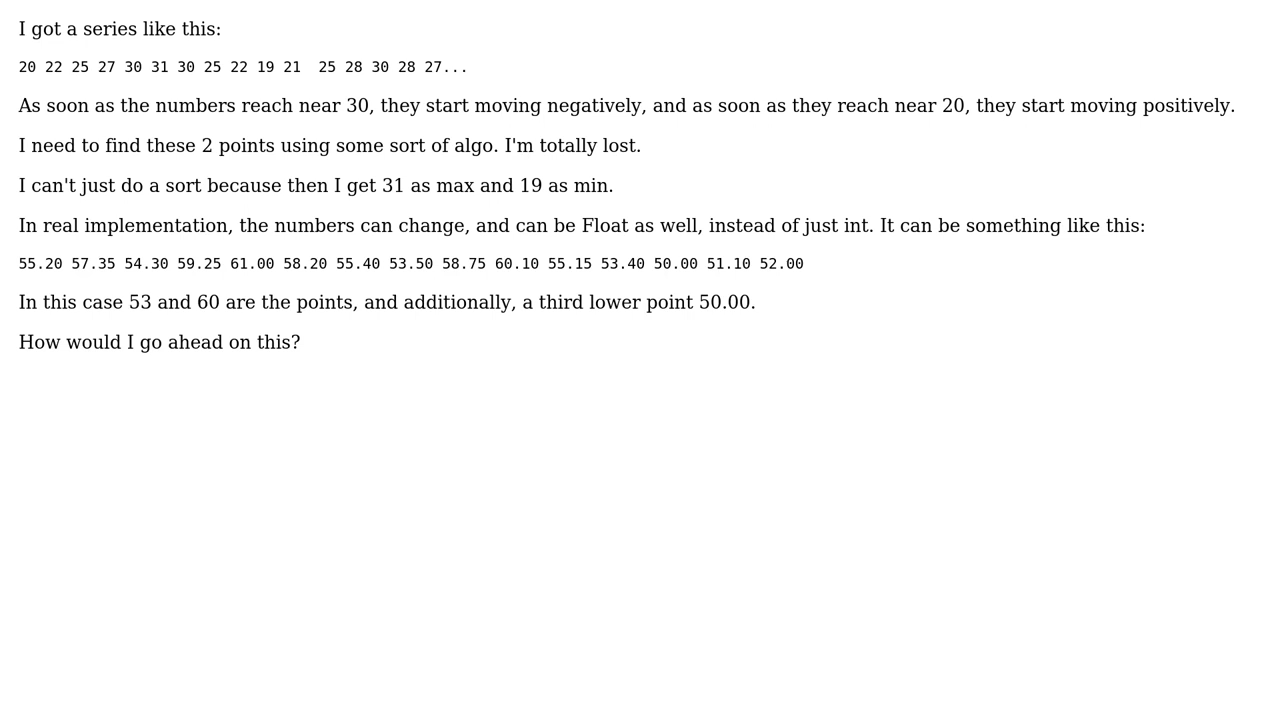 I got a series like this:
20 22 25 27 30 31 30 25 22 19 21  25 28 30 28 27...
As soon as the numbers reach near 30, they start moving negatively, and as soon as they reach near 20, they start moving positively.
I need to find these 2 points using some sort of algo. I'm totally lost.
I can't just do a sort because then I get 31 as max and 19 as min.
In real implementation, the numbers can change, and can be Float as well, instead of just int. It can be something like this:
55.20 57.35 54.30 59.25 61.00 58.20 55.40 53.50 58.75 60.10 55.15 53.40 50.00 51.10 52.00
In this case 53 and 60 are the points, and additionally, a third lower point 50.00.
How would I go ahead on this?